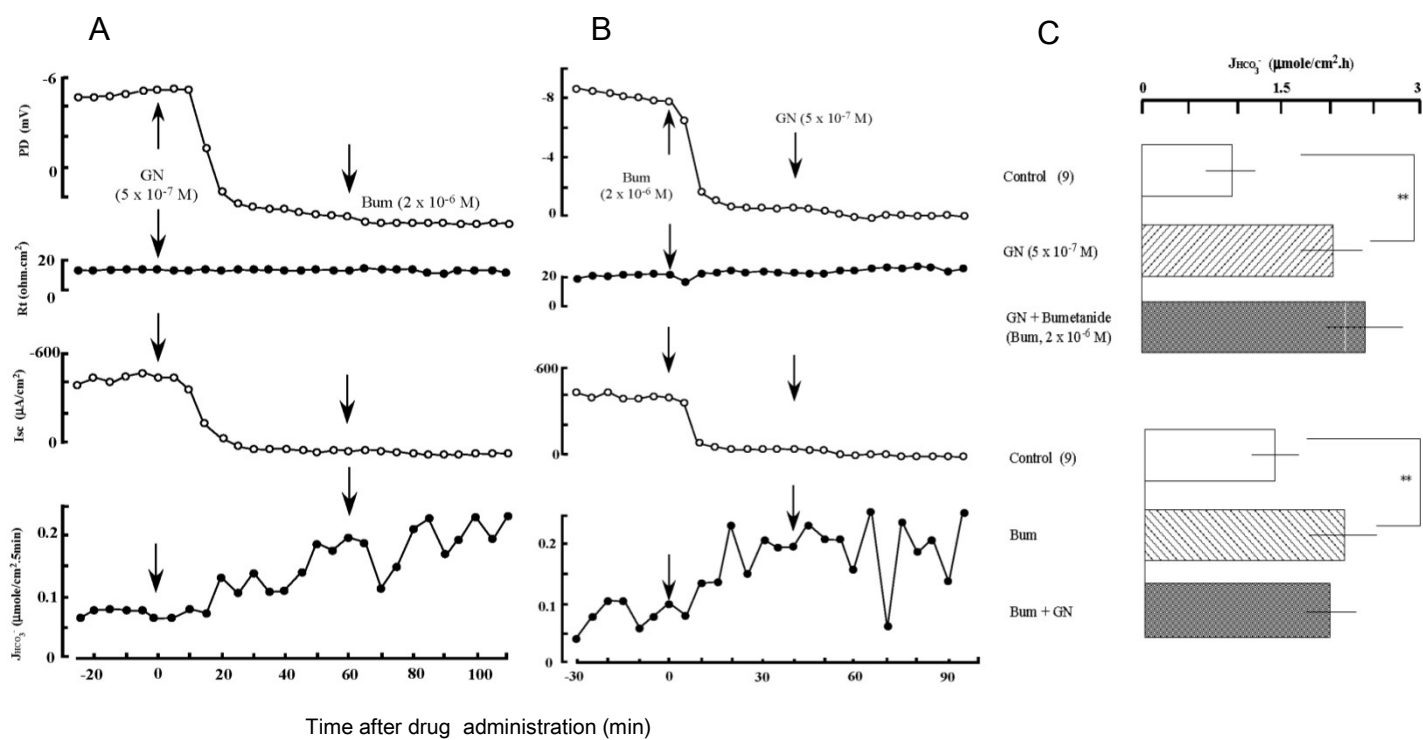 A
B
C
-6
0
PD (mV)
GN
(5 x 10⁻⁷ M)
Bum (2 x 10⁻⁶ M)
20
0
Rt (ohm.cm²)
-600
0
Isc (µA/cm²)
0.2
0.1
0
JHCO₃⁻ (µmole/cm².5min)
-20
0
20
40
60
80
100
-8
-4
0
GN (5 x 10⁻⁷ M)
Bum
(2 x 10⁻⁶ M)
20
0
-600
0
0.2
0.1
0
-30
0
30
60
90
Time after drug administration (min)
JHCO₃⁻ (µmole/cm².h)
0
1.5
3
Control (9)
**
GN (5 x 10⁻⁷ M)
GN + Bumetanide
(Bum, 2 x 10⁻⁶ M)
Control (9)
**
Bum
Bum + GN